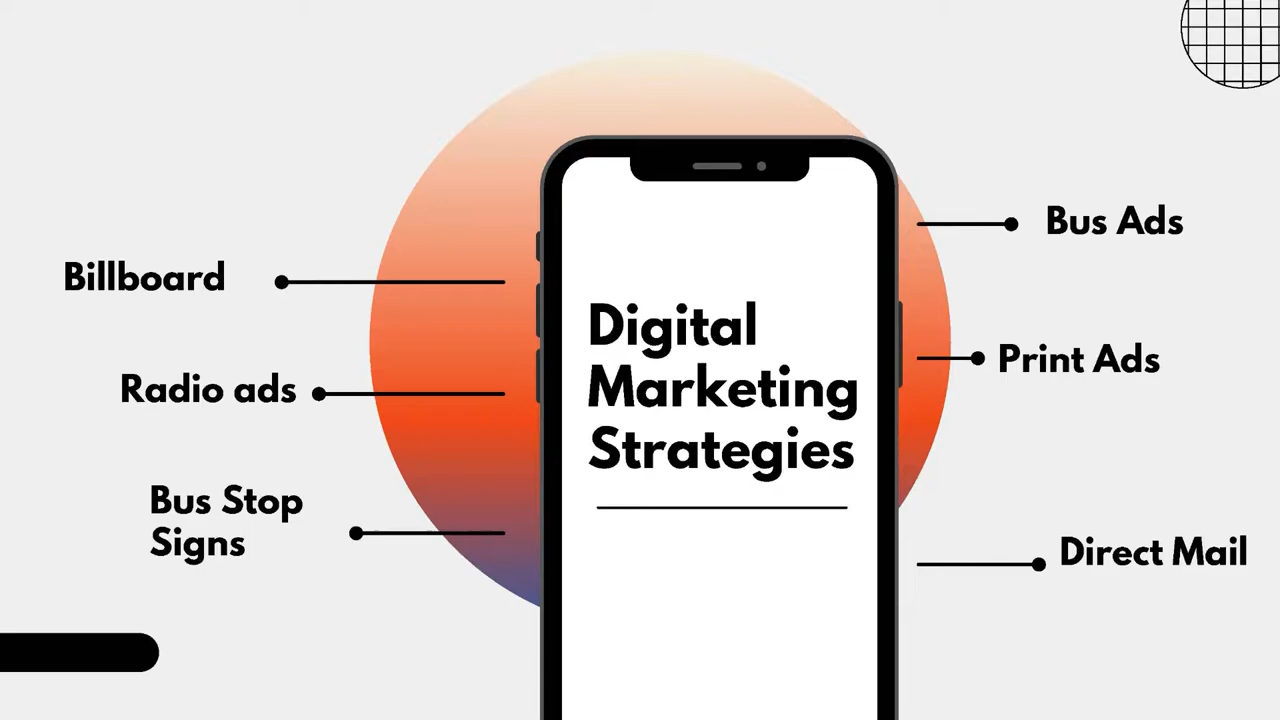 Billboard
Radio ads
Bus Stop
Signs
Digital
Marketing
Strategies
Bus Ads
Print Ads
Direct Mail